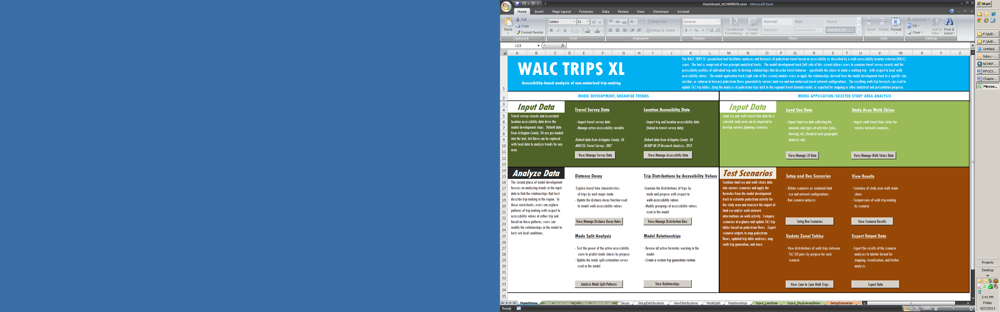 WalcModel_NCHRP0878.xlsm - Microsoft Excel
Start
Home Insert Page Layout Formulas Data Review View Developer Acrobat
Cut
Copy
Format Painter
Paste
Clipboard
Calibri 11
B I U
Font
Wrap Text
Merge & Center
Alignment
General
$ % ,
Number
Conditional Formatting
Format as Table
Normal Bad Good
Neutral Calculation Check Cell
Styles
Insert Delete Format
Cells
AutoSum
Fill
Clear
Sort & Filter
Find & Select
Editing
L13
fx
A B C D E F G H I J K L M N O P Q R S T U V W X Y Z
1
2
3
4
5
6
7
8
9
10
11
12
13
14
15
16
17
18
19
20
21
22
23
24
25
26
27
28
29
30
31
32
33
34
35
WALC TRIPS XL
Accessibility-based analysis of non-motorized trip-making
The WALC TRIPS XL spreadsheet tool facilitates analyses and forecasts of pedestrian travel based on accessibility as described by a walk accessibility location criterion (WALC)
score. The tool is comprised of two principal analytical tracks. The model development track (left side of this screen) allows users to examine travel survey records and the
accessibility profiles of individual trip ends to develop relationships that describe travel behavior - specifically the choice to make a walking trip - with respect to local walk
accessibility values. The model application track (right side of this screen) enables users to apply the relationships derived from the model development track to a specific site,
corridor, or subarea to forecast pedestrian flows generated by various land use and non-motorized travel network configurations. The resulting walk trip forecasts can used to
update TAZ trip tables, tying the analysis of pedestrian trips back to the regional travel demand model, or exported for mapping or other analytical and presentation purposes.
MODEL DEVELOPMENT/AREAWIDE TRENDS
MODEL APPLICATION/SELECTED STUDY AREA ANALYSIS
Input Data
Travel survey records and associated
location accessibility data drive the
model development steps. Default data
from Arlington County, VA are pre-loaded
into the tool, but these can be replaced
with local data to analyze trends for any
area.
Travel Survey Data
- Import travel survey data
- Manage active accessibility variable
Default data from Arlington County, VA
MWCOG Travel Survey, 2007
View/Manage Survey Data
Location Accessiblity Data
- Import trip end location accessibility data
(linked to travel survey data)
Default data from Arlington County, VA
NCHRP 08-78 Research Analysis, 2013
View/Manage Accessibilty Data
Input Data
Land use and walk travel time data for a
selected study area can be imported to
develop various planning scenarios.
Land Use Data
- Import land use data reflecting the
amounts and types of activities (jobs,
housing, etc.) found at each geographic
analysis unit
View/Manage LU Data
Study Area Walk Skims
- Import walk travel time skims for
various network scenarios.
View/Manage Walk Skims Data
Analyze Data
The second phase of model development
focuses on analyzing trends in the input
data to find the relationships that best
describe trip-making in the region. In
these worksheets, users can explore
patterns of trip-making with respect to
accessibility values at either trip end.
Based on these patterns, users can
modify the relationships in the model to
best suit local conditions.
Distance Decay
-Explore travel time characteristics
of trips by each major mode
- Update the distance decay function used
to model walk accessibility values
View/Manage Distance Decay Rates
Trip Distributions by Accessibility Values
-Examine the distributions of trips by
mode and purpose with respect to
walk accessibility values
- Modify groupings of accessibility values
used in the model
View/Manage Distribution Bins
Mode Split Analysis
- Test the power of the active accessibility
score to predict mode shares by purpose
- Update the mode split estimation curves
used in the model
Analyze Mode Split Patterns
Model Relationships
- Review all active formulas working in the
model
- Create a custom trip generation routine
View Relationships
Test Scenarios
Combine land use and walk skims data
into various scenarios and apply the
formulas from the model development
track to estimate pedestrian activity for
the study area and measure the impact of
land use and/or walk network
interventions on walk activity. Compare
scenarios at-a-glance and update TAZ trip
tables based on pedestrian flows. Export
scenario outputs to map pedestrian
flows, updated trip table matrices, map
walk trip generation, and more.
Setup and Run Scenarios
- Define scenarios as combined land
use and network configurations
- Run scenario anlaysis
Setup/Run Scenarios
View Results
- Summary of study area walk mode
share
- Comparisons of walk trip-making
by scenario
View Scenario Results
Update Zonal Tables
- View distributions of walk trips between
TAZ OD pairs by purpose for each
scenario
View Zone to Zone Walk Trips
Export Output Data
- Export the results of the scenario
analyses to tabular format for
mapping, visualization, and further
analysis.
Export Data
MainMenu Input_SurveyData Input_LocationAccess Decay SetupDistributions ViewDistributions ModeSplit Relationships Input_LandUse Input_StudyAreaSkims SetupScenarios
Ready
100%
F:\ArlD...
F:\ArlD...
Untitled...
Inbox - ...
NCHRP...
RFO23...
Chapte...
Micros...
Projects
Desktop
»
2:41 PM
Friday
9/27/2013